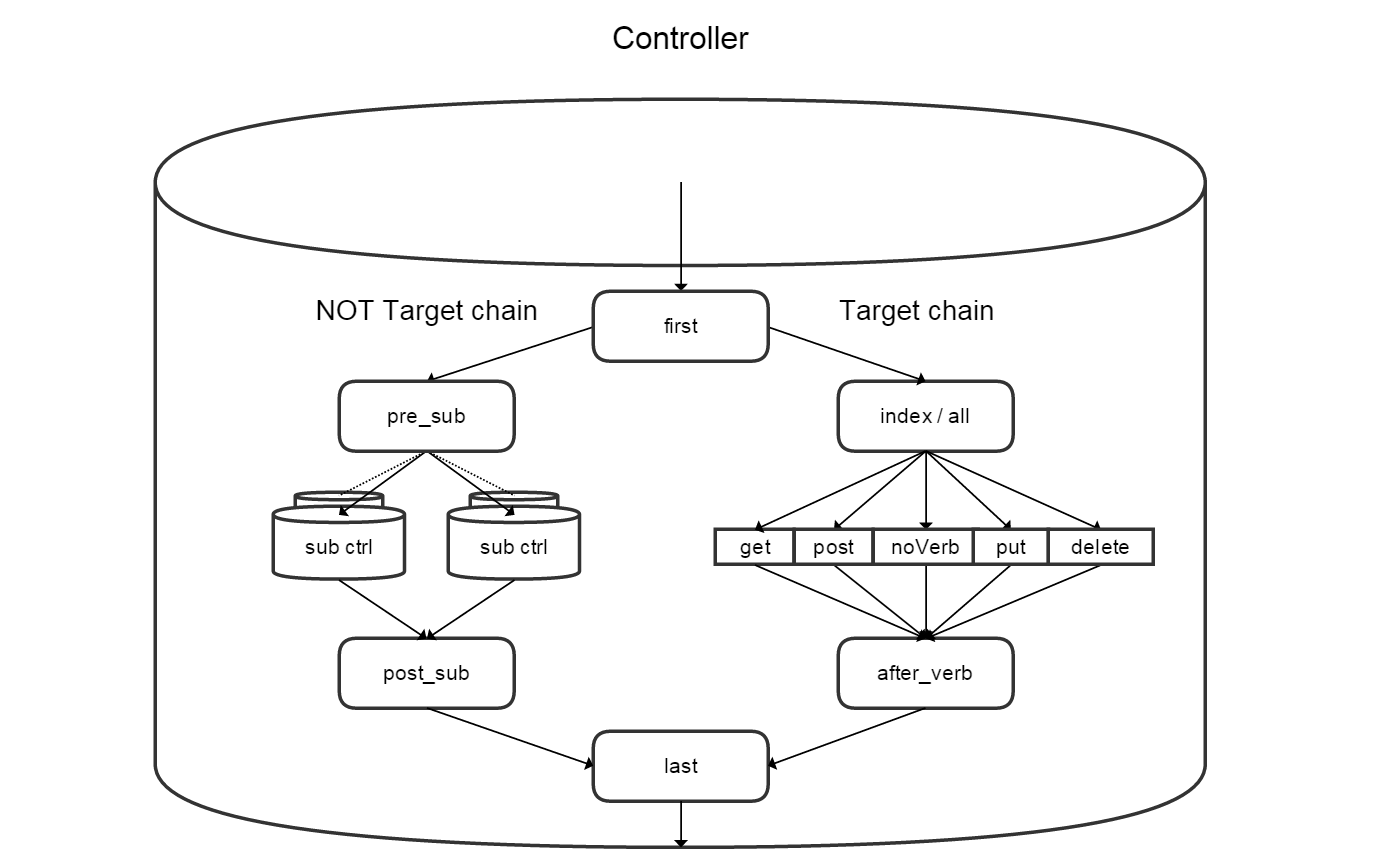 Controller
NOT Target chain
Target chain
first
pre_sub
index / all
sub ctrl
sub ctrl
get
post
noVerb
put
delete
post_sub
after_verb
last